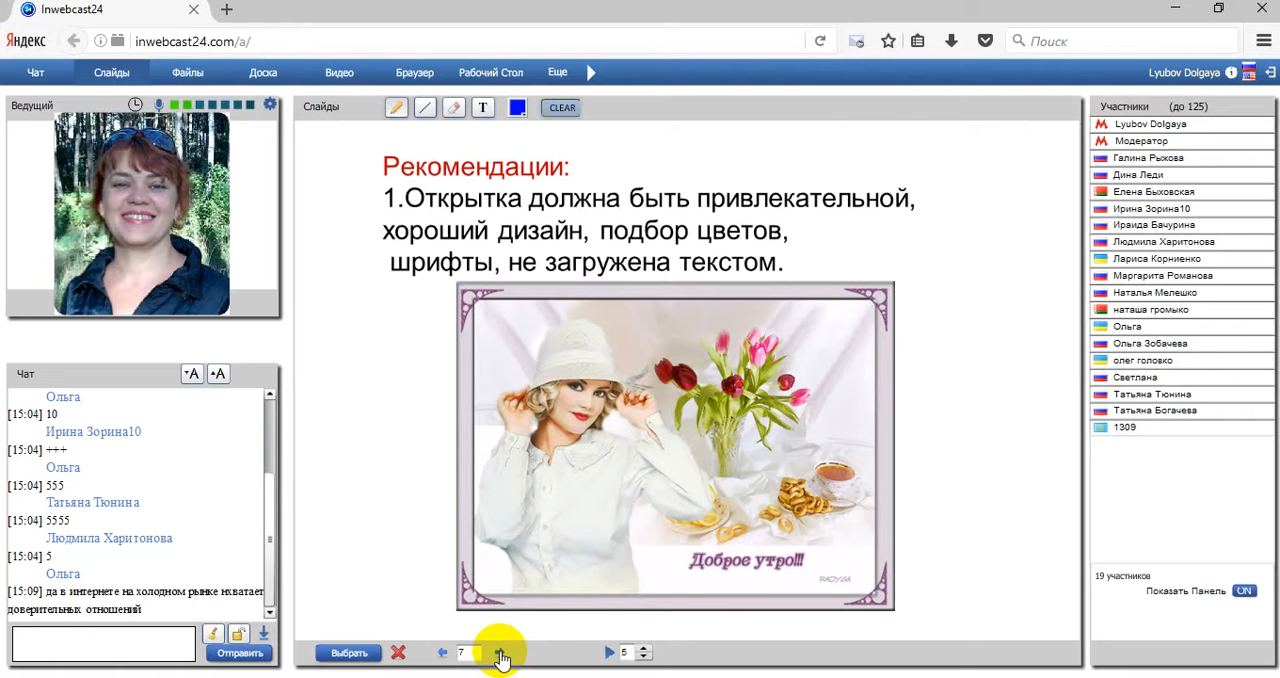 Inwebcast24
Яндекс
inwebcast24.com/a/
Поиск
Чат
Слайды
Файлы
Доска
Видео
Браузер
Рабочий Стол
Еще
Lyubov Dolgaya
Ведущий
Слайды
T
CLEAR
Рекомендации:
1.Открытка должна быть привлекательной,
хороший дизайн, подбор цветов,
шрифты, не загружена текстом.
Доброе утро!!!
RADYGA
Выбрать
7
5
Чат
A
A
Ольга
[15:04] 10
Ирина Зорина10
[15:04] +++
Ольга
[15:04] 555
Татьяна Тюнина
[15:04] 5555
Людмила Харитонова
[15:04] 5
Ольга
[15:09] да в интернете на холодном рынке нхватает
доверительных отношений
Отправить
Участники (до 125)
Lyubov Dolgaya
Модератор
Галина Рыжова
Дина Леди
Елена Быховская
Ирина Зорина10
Ираида Бачурина
Людмила Харитонова
Лариса Корниенко
Маргарита Романова
Наталья Мелешко
наташа громыко
Ольга
Ольга Зобачева
олег головко
Светлана
Татьяна Тюнина
Татьяна Богачева
1309
19 участников
Показать Панель ON